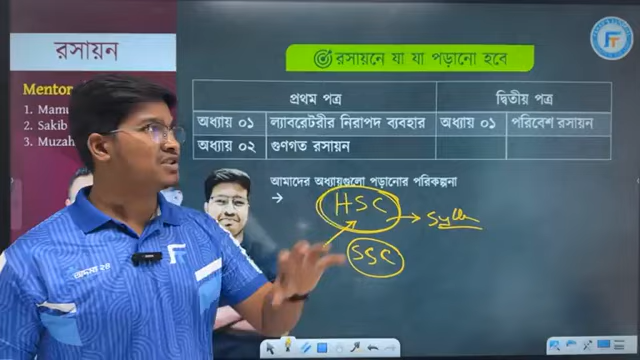 রসায়ন
Mentor
1. Mamu
2. Sakib
3. Muzah
রসায়নে যা যা পড়ানো হবে
প্রথম পত্র
দ্বিতীয় পত্র
অধ্যায় ০১ ল্যাবরেটরীর নিরাপদ ব্যবহার অধ্যায় ০১ পরিবেশ রসায়ন
অধ্যায় ০২ গুণগত রসায়ন
আমাদের অধ্যায়গুলো পড়ানোর পরিকল্পনা
→
HSC →
SSC